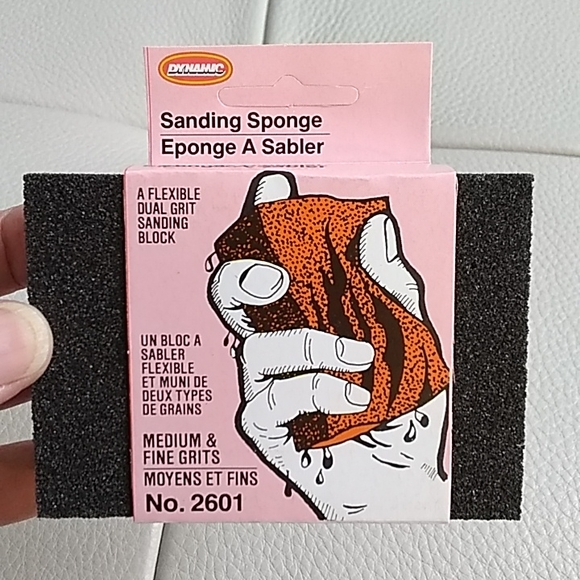 DYNAMIC
Sanding Sponge
Eponge A Sabler
A FLEXIBLE
DUAL GRIT
SANDING
BLOCK
UN BLOC A
SABLER
FLEXIBLE
ET MUNI DE
DEUX TYPES
DE GRAINS
MEDIUM &
FINE GRITS
MOYENS ET FINS
No. 2601